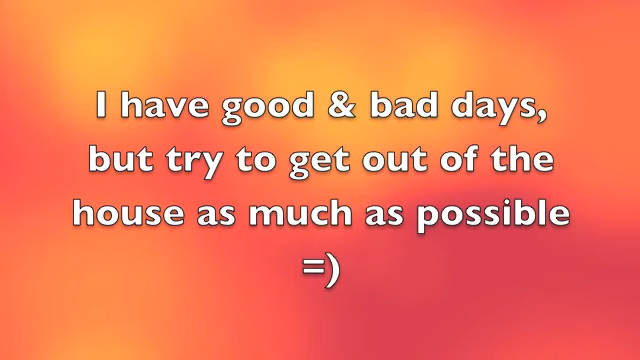 I have good & bad days,
but try to get out of the
house as much as possible
=)